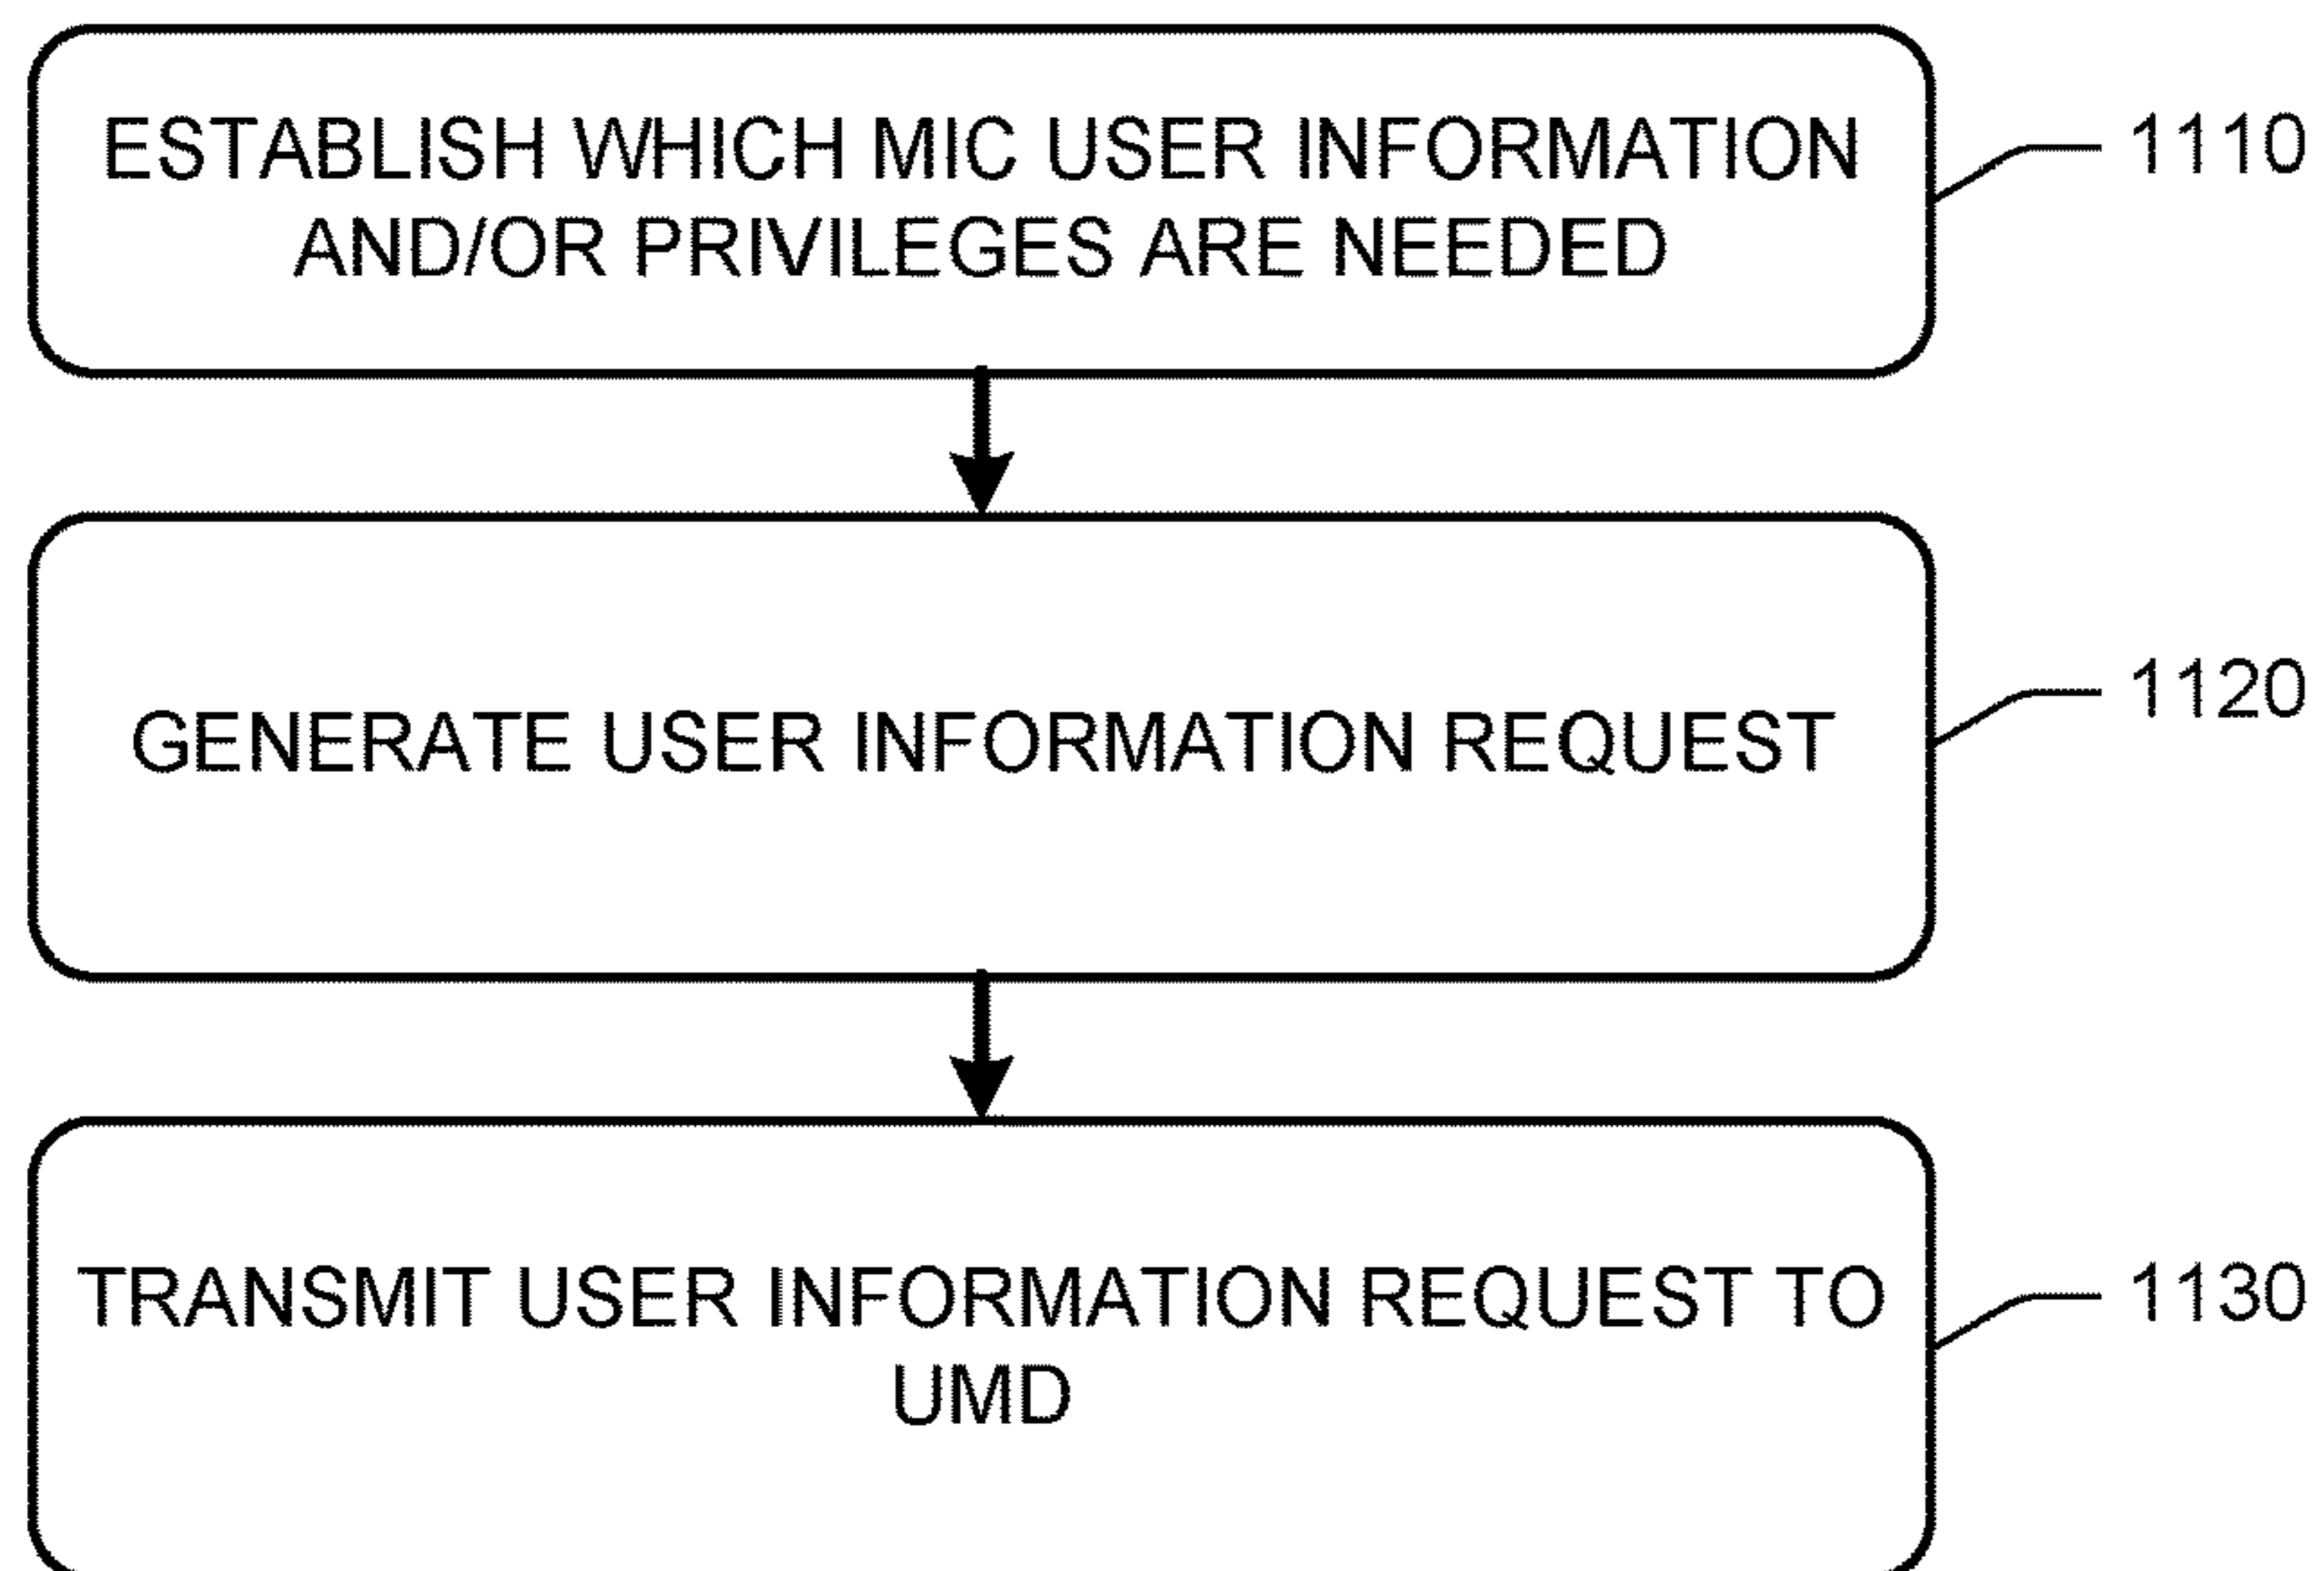 ESTABLISH WHICH MIC USER INFORMATION
AND/OR PRIVILEGES ARE NEEDED
1110
GENERATE USER INFORMATION REQUEST
1120
TRANSMIT USER INFORMATION REQUEST TO
UMD
1130